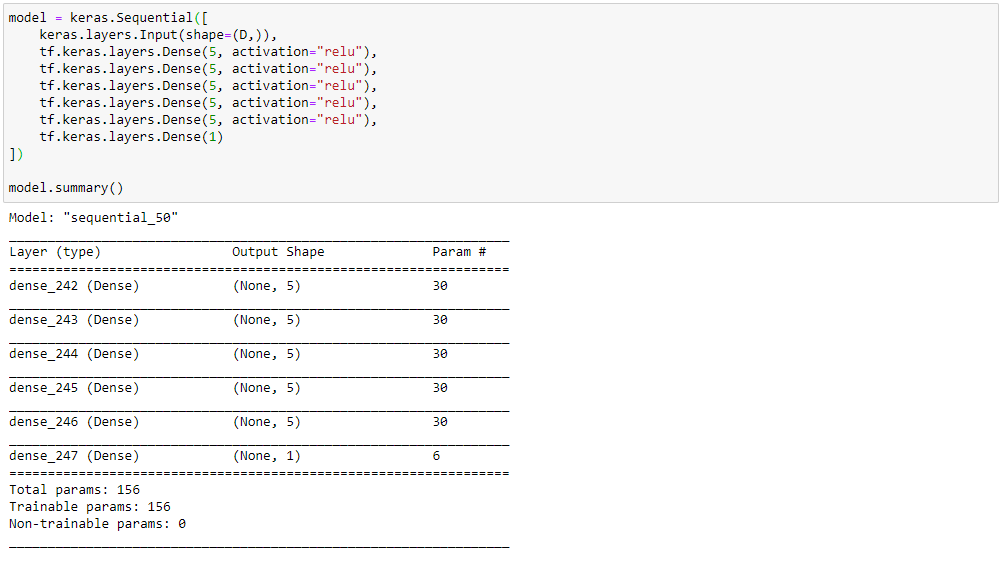 model = keras.Sequential([
    keras.layers.Input(shape=(D,)),
    tf.keras.layers.Dense(5, activation="relu"),
    tf.keras.layers.Dense(5, activation="relu"),
    tf.keras.layers.Dense(5, activation="relu"),
    tf.keras.layers.Dense(5, activation="relu"),
    tf.keras.layers.Dense(5, activation="relu"),
    tf.keras.layers.Dense(1)
])
model.summary()
Model: "sequential_50"
_________________________________________________________________
Layer (type)                 Output Shape              Param #
=================================================================
dense_242 (Dense)            (None, 5)                 30
_________________________________________________________________
dense_243 (Dense)            (None, 5)                 30
_________________________________________________________________
dense_244 (Dense)            (None, 5)                 30
_________________________________________________________________
dense_245 (Dense)            (None, 5)                 30
_________________________________________________________________
dense_246 (Dense)            (None, 5)                 30
_________________________________________________________________
dense_247 (Dense)            (None, 1)                 6
=================================================================
Total params: 156
Trainable params: 156
Non-trainable params: 0
_________________________________________________________________